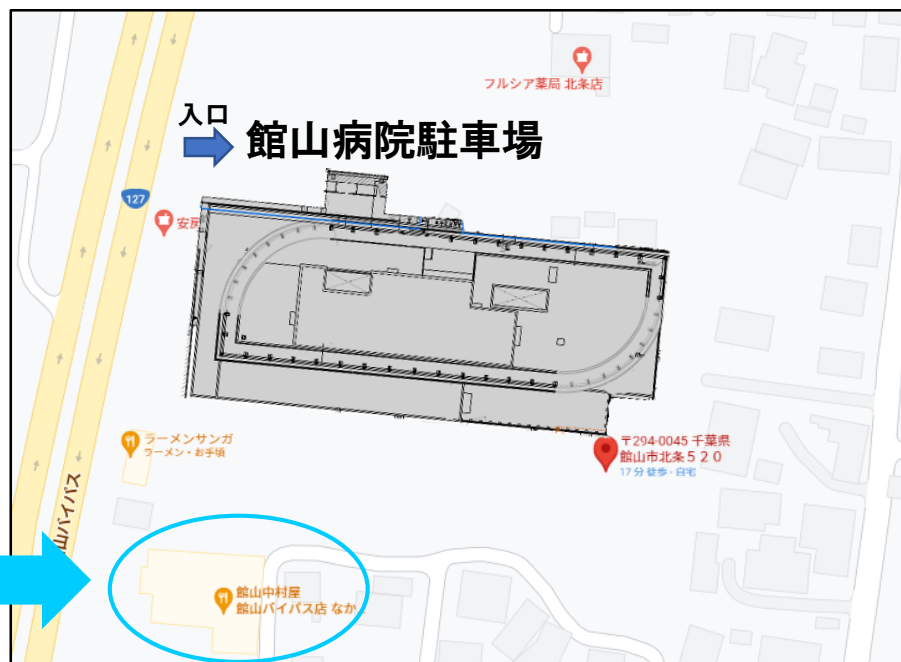 フルシア薬局 北条店
入口
館山病院駐車場
127
安房
ラーメンサンガ
ラーメン・お手頃
〒294-0045 千葉県
館山市北条520
17 分 徒歩 - 自宅
山バイパス
館山中村屋
館山バイパス店 なか…